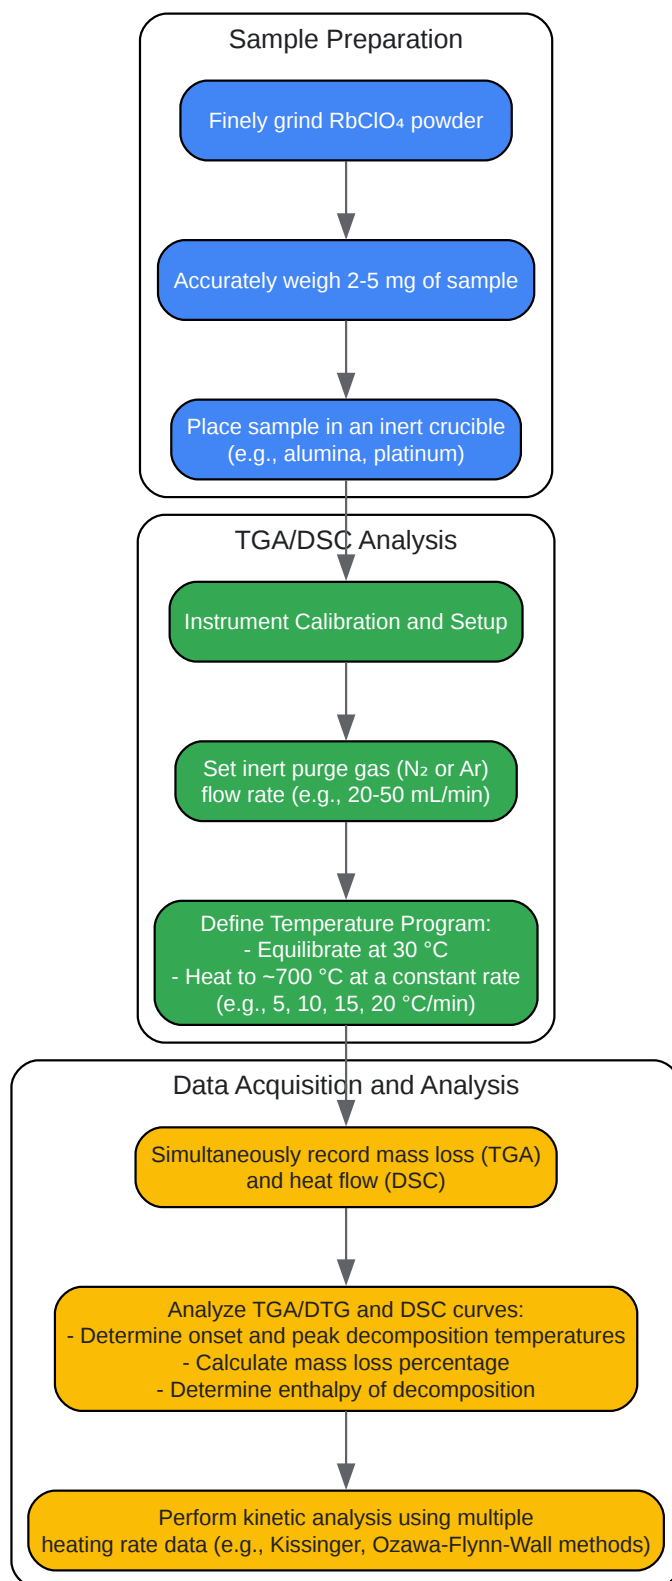 Sample Preparation
Finely grind RbClO₄ powder
Accurately weigh 2-5 mg of sample
Place sample in an inert crucible
(e.g., alumina, platinum)
TGA/DSC Analysis
Instrument Calibration and Setup
Set inert purge gas (N₂ or Ar)
flow rate (e.g., 20-50 mL/min)
Define Temperature Program:
- Equilibrate at 30 °C
- Heat to ~700 °C at a constant rate
(e.g., 5, 10, 15, 20 °C/min)
Data Acquisition and Analysis
Simultaneously record mass loss (TGA)
and heat flow (DSC)
Analyze TGA/DTG and DSC curves:
- Determine onset and peak decomposition temperatures
- Calculate mass loss percentage
- Determine enthalpy of decomposition
Perform kinetic analysis using multiple
heating rate data (e.g., Kissinger, Ozawa-Flynn-Wall methods)